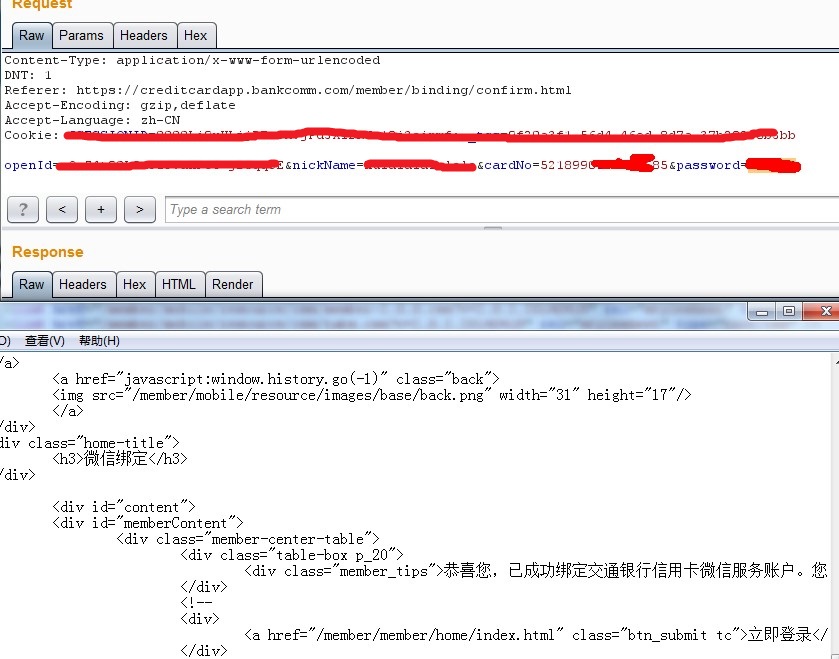 Request
Raw Params Headers Hex
Content-Type: application/x-www-form-urlencoded
DNT: 1
Referer: https://creditcardapp.bankcomm.com/member/binding/confirm.html
Accept-Encoding: gzip,deflate
Accept-Language: zh-CN
Cookie:
openId= &nickName= &cardNo=5218990 85&password=
? < + > Type a search term
Response
Raw Headers Hex HTML Render
O) 查看(V) 帮助(H)
/a>
<a href="javascript:window.history.go(-1)" class="back">
<img src="/member/mobile/resource/images/base/back.png" width="31" height="17"/>
</a>
/div>
div class="home-title">
<h3>微信绑定</h3>
/div>
<div id="content">
<div id="memberContent">
<div class="member-center-table">
<div class="table-box p_20">
<div class="member_tips">恭喜您，已成功绑定交通银行信用卡微信服务账户。您
</div>
<!--
<div>
<a href="/member/member/home/index.html" class="btn_submit tc">立即登录</
</div>